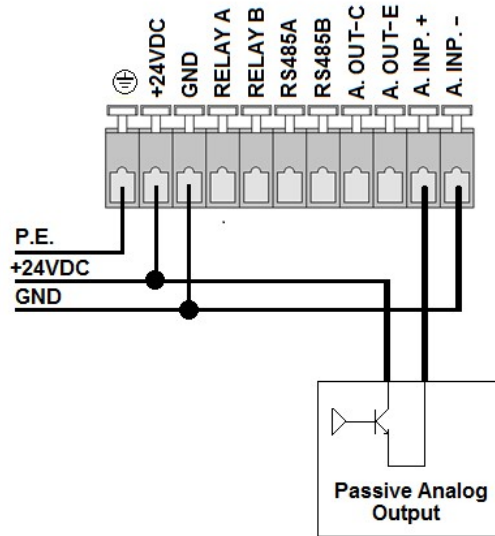 +24VDC
GND
RELAY A
RELAY B
RS485A
RS485B
A. OUT-C
A. OUT-E
A. INP. +
A. INP. –
P.E.
+24VDC
GND
Passive Analog
Output